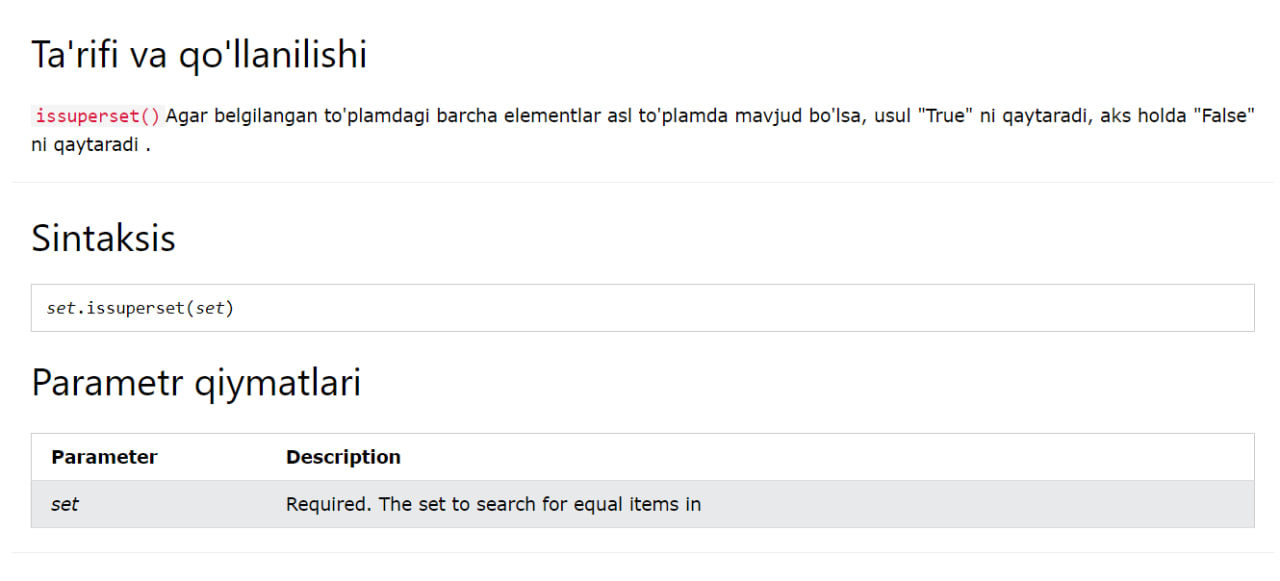 Ta'rifi va qo'llanilishi
issuperset() Agar belgilangan to'plamdagi barcha elementlar asl to'plamda mavjud bo'lsa, usul "True" ni qaytaradi, aks holda "False"
ni qaytaradi .
Sintaksis
set.issuperset(set)
Parametr qiymatlari
Parameter Description
set Required. The set to search for equal items in